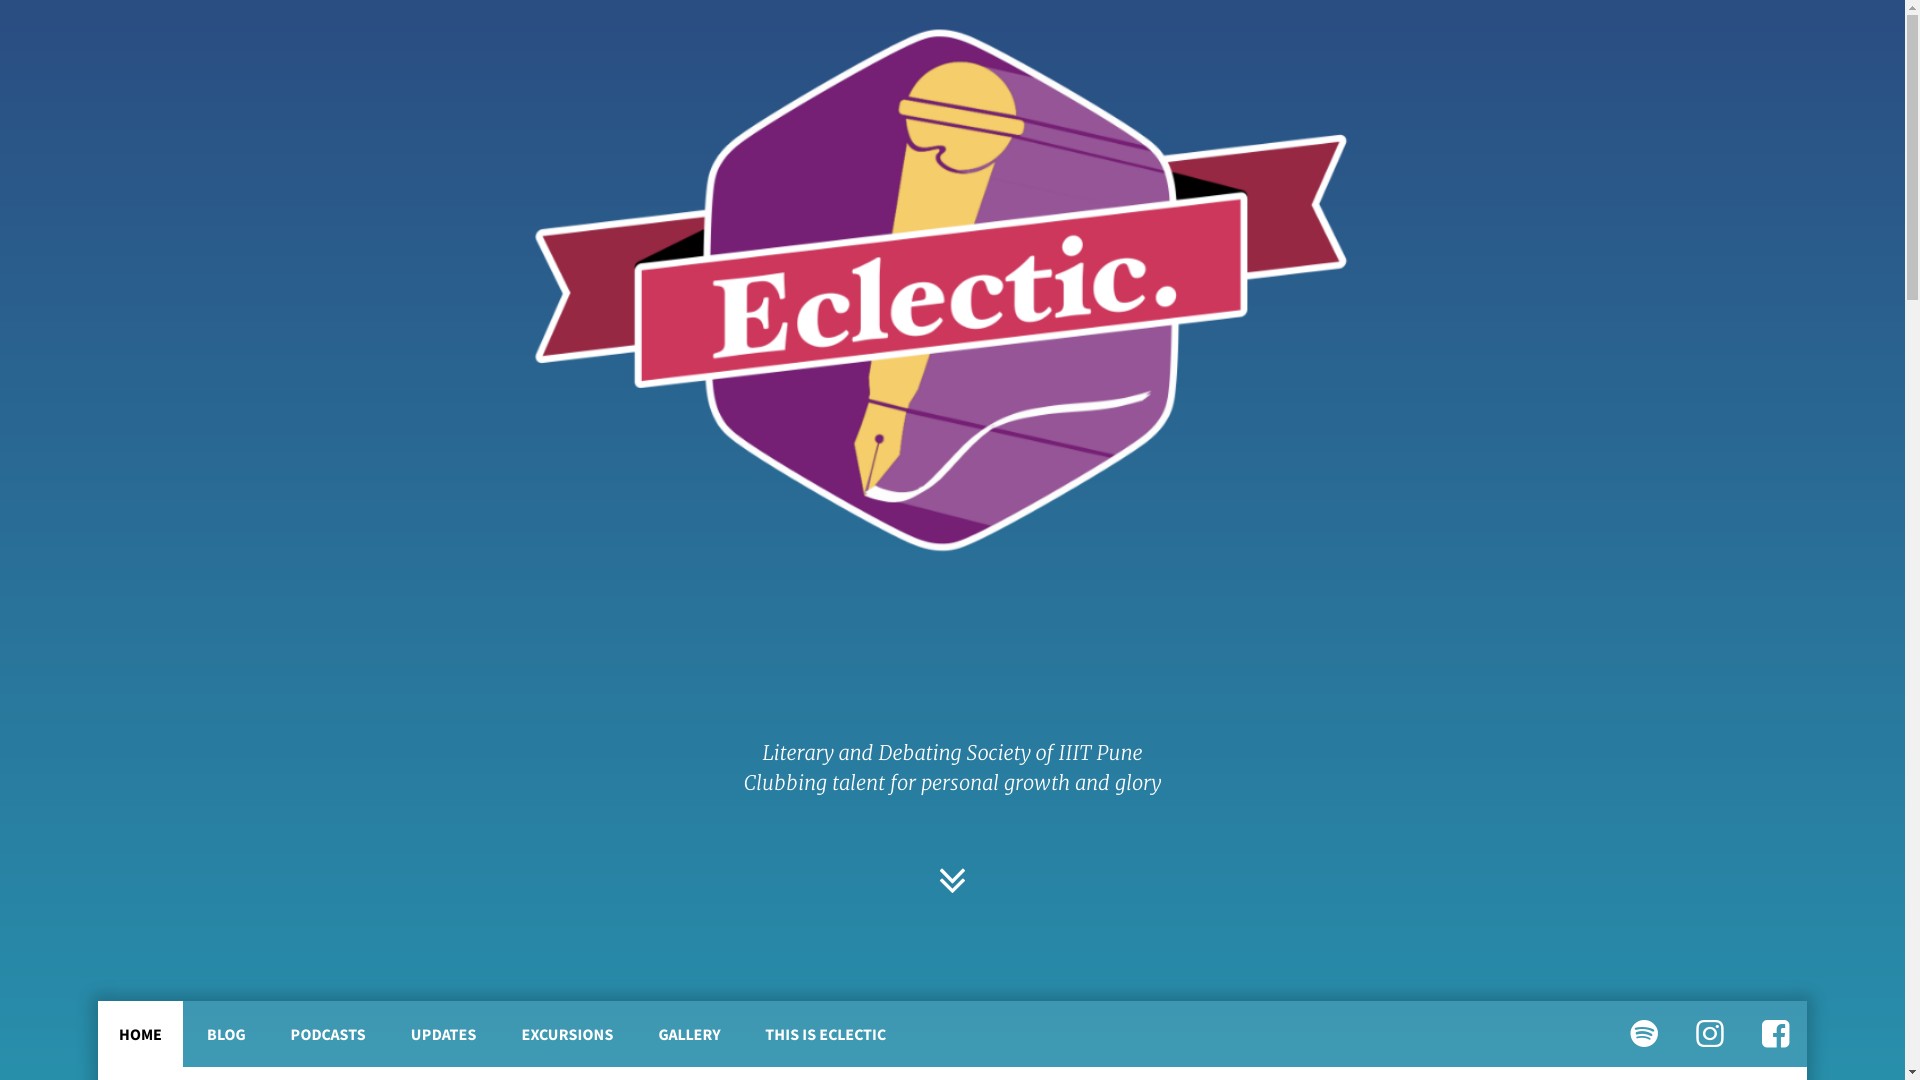 Eclectic.
Literary and Debating Society of IIIT Pune
Clubbing talent for personal growth and glory
HOME BLOG PODCASTS UPDATES EXCURSIONS GALLERY THIS IS ECLECTIC